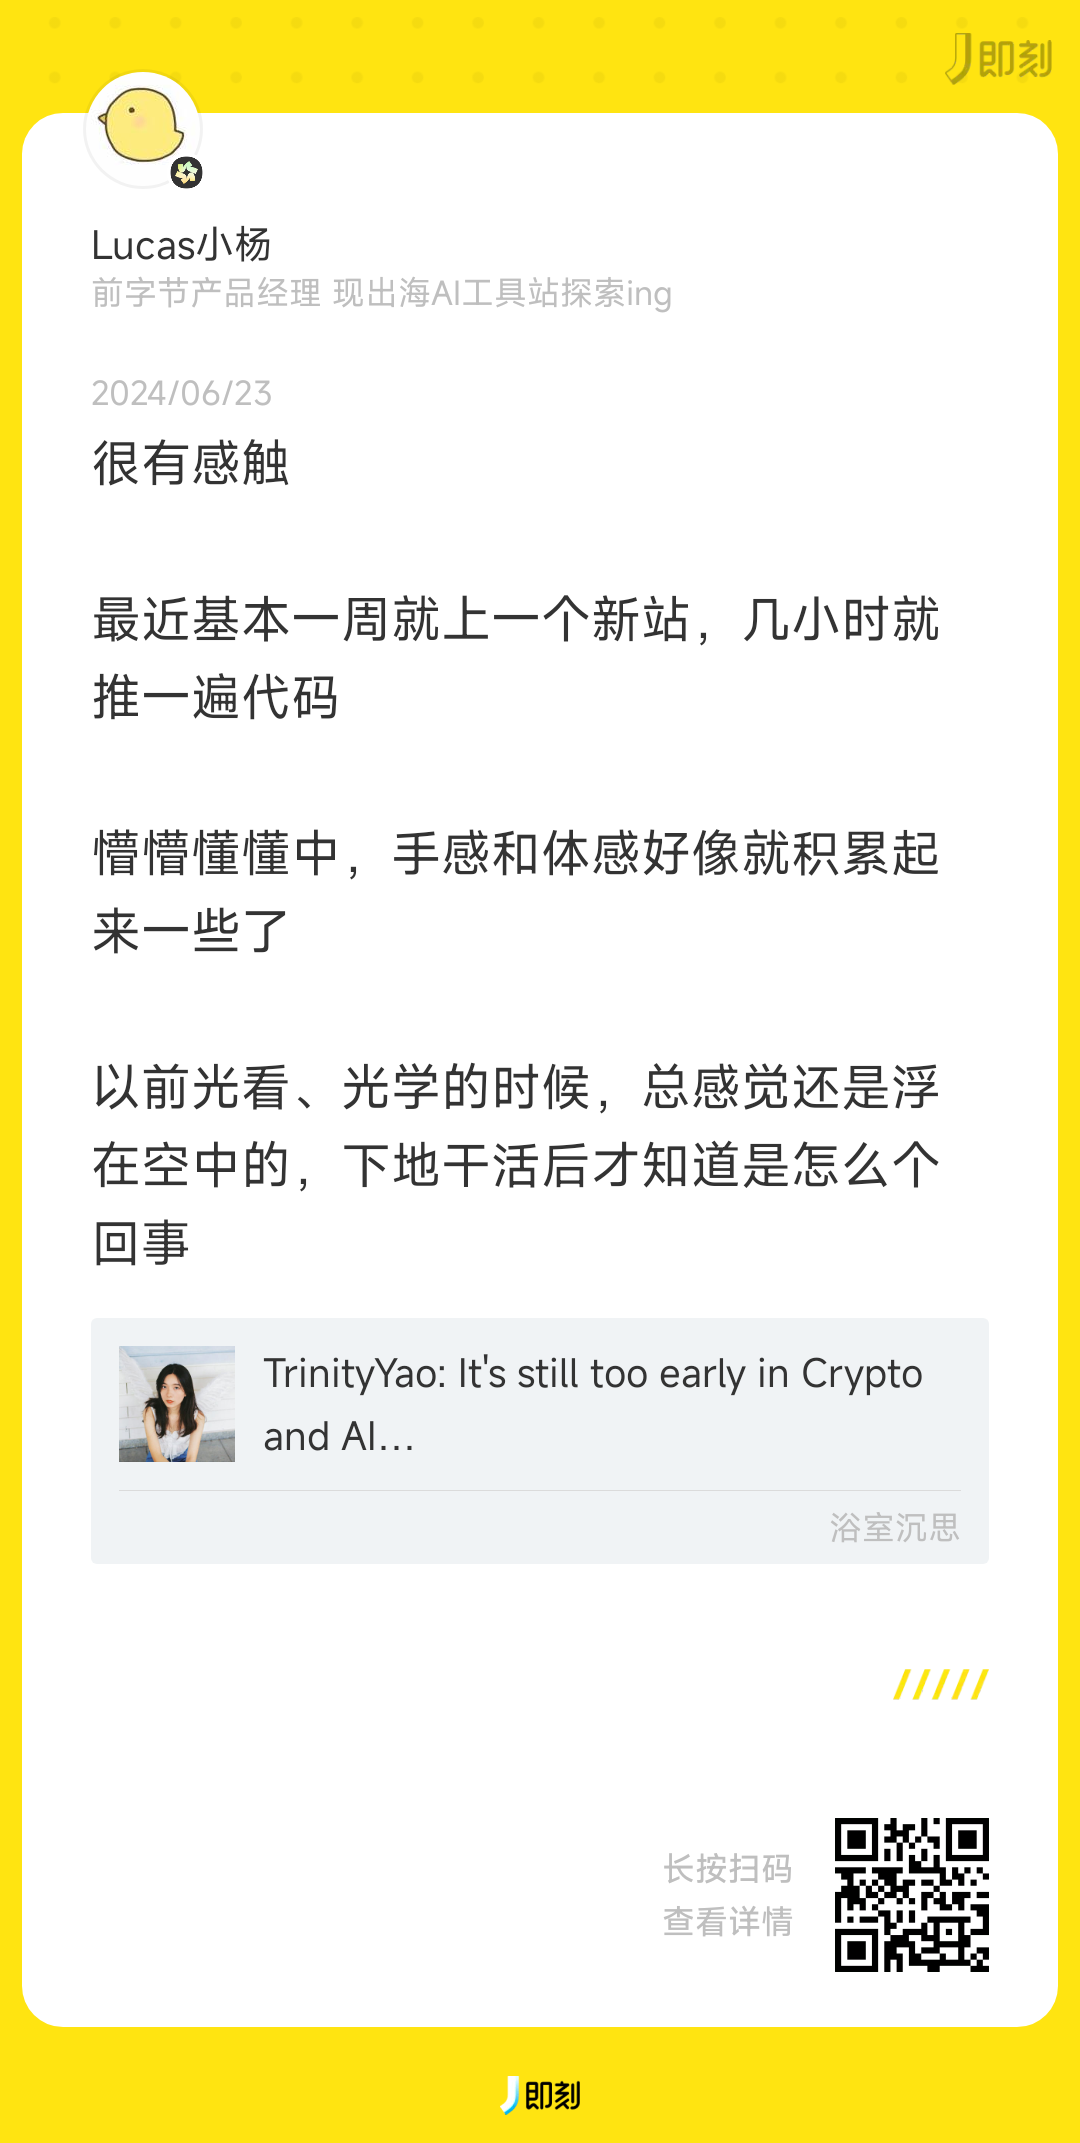 即刻
Lucas小杨
前字节产品经理 现出海AI工具站探索ing
2024/06/23
很有感触
最近基本一周就上一个新站，几小时就
推一遍代码
懵懵懂懂中，手感和体感好像就积累起
来一些了
以前光看、光学的时候，总感觉还是浮
在空中的，下地干活后才知道是怎么个
回事
TrinityYao: It's still too early in Crypto
and AI...
浴室沉思
长按扫码
查看详情
即刻